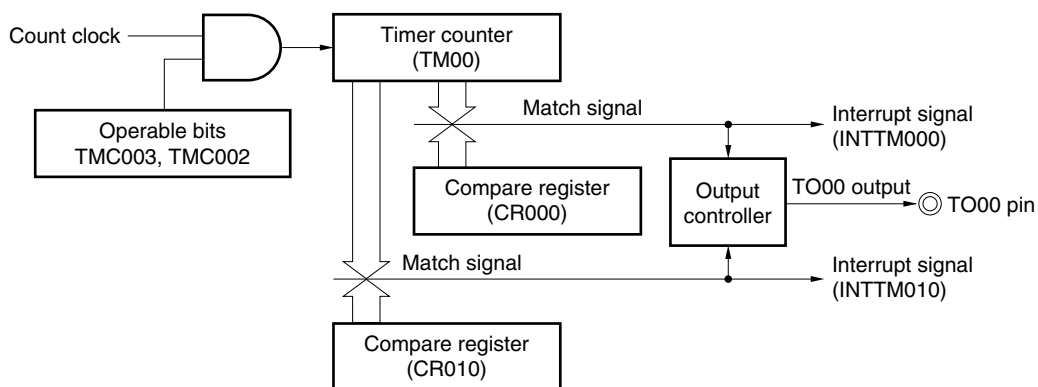 Count clock
Timer counter
(TM00)
Operable bits
TMC003, TMC002
Match signal
Interrupt signal
(INTTM000)
Compare register
(CR000)
Output
controller
TO00 output
TO00 pin
Match signal
Interrupt signal
(INTTM010)
Compare register
(CR010)